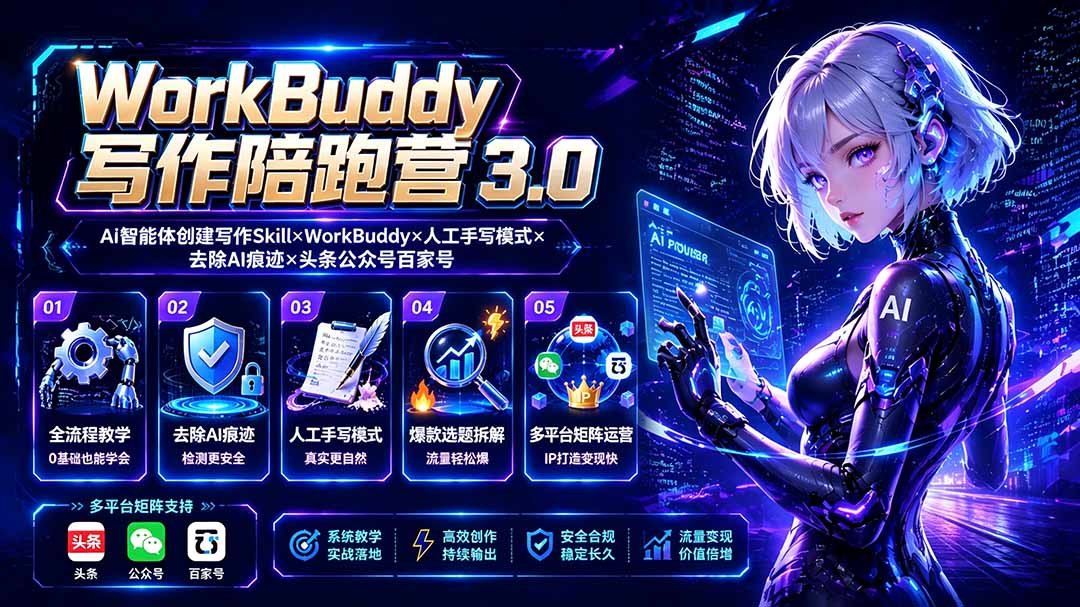 WorkBuddy
写作陪跑营 3.0
Ai智能体创建写作Skill×WorkBuddy×人工手写模式×
去除AI痕迹×头条公众号百家号
01
全流程教学
0基础也能学会
02
去除AI痕迹
检测更安全
03
人工手写模式
真实更自然
04
爆款选题拆解
流量轻松爆
05
头条
P
多平台矩阵运营
IP打造变现快
AI
多平台矩阵支持
头条
头条
公众号
百家号
系统教学
实战落地
高效创作
持续输出
安全合规
稳定长久
流量变现
价值倍增